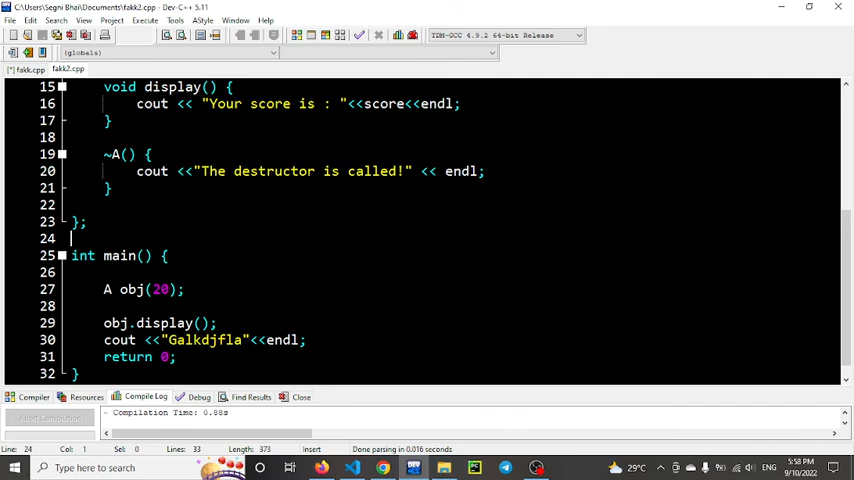 C:\Users\Segni Bhai\Documents\fakk2.cpp - Dev-C++ 5.11
File Edit Search View Project Execute Tools AStyle Window Help
TDM-GCC 4.9.2 64-bit Release
(globals)
[*] fakk.cpp fakk2.cpp
15 void display() {
16 cout << "Your score is : "<<score<<endl;
17 }
18
19 ~A() {
20 cout <<"The destructor is called!" << endl;
21 }
22
23 };
24
25 int main() {
26
27 A obj(20);
28
29 obj.display();
30 cout <<"Galkdjfla"<<endl;
31 return 0;
32 }
Compiler Resources Compile Log Debug Find Results Close
Abort Compilation
- Compilation Time: 0.88s
Line: 24 Col: 1 Sel: 0 Lines: 33 Length: 373 Insert Done parsing in 0.016 seconds
Type here to search
29°C
ENG
5:58 PM
9/10/2022